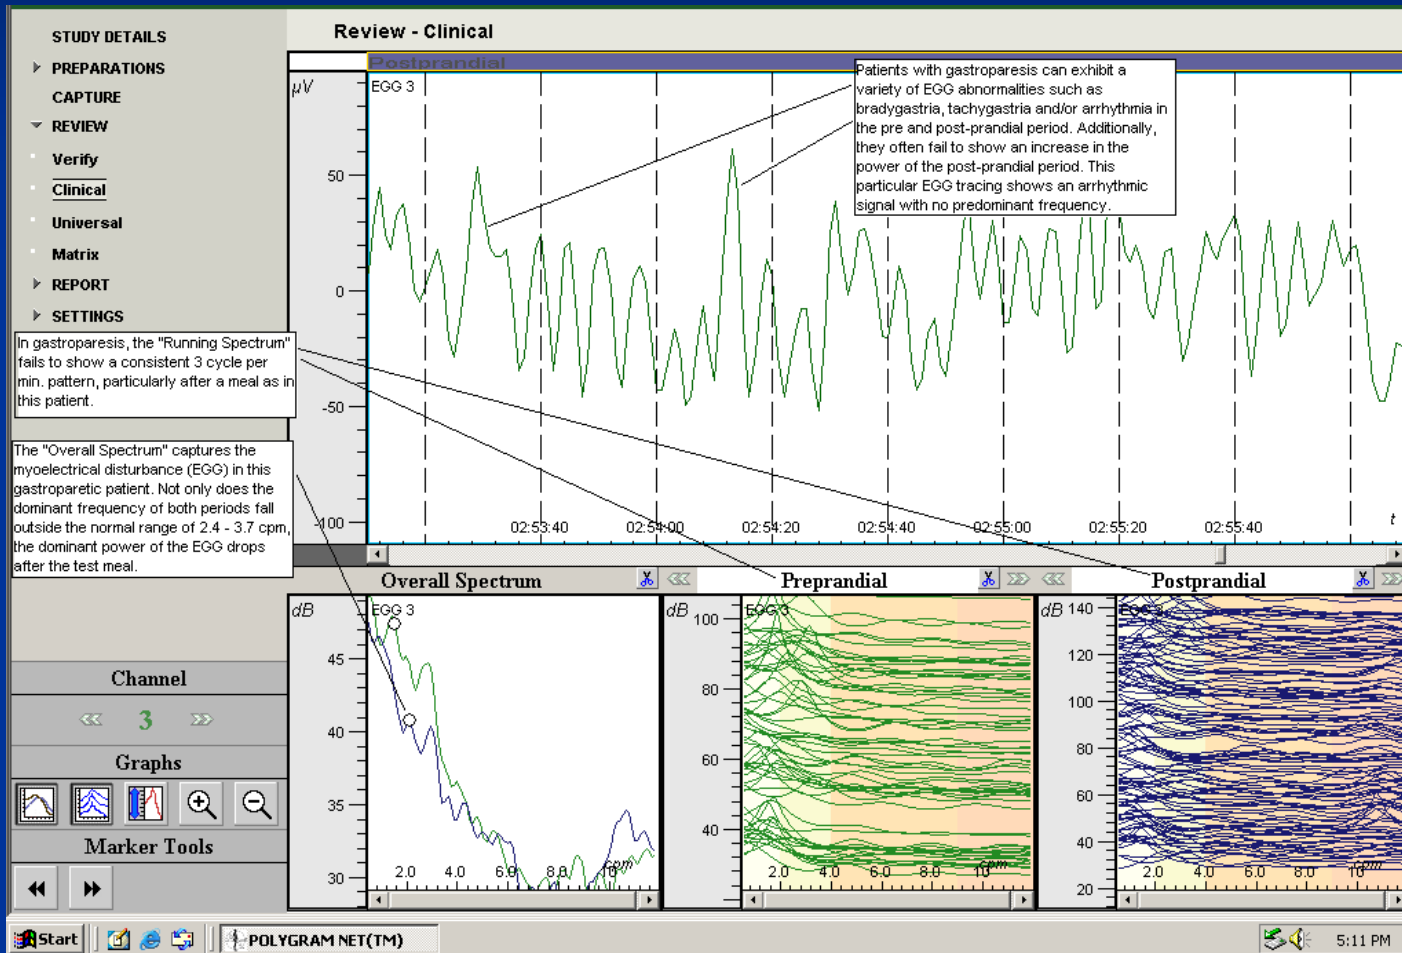 STUDY DETAILS
PREPARATIONS
CAPTURE
REVIEW
Verify
Clinical
Universal
Matrix
REPORT
SETTINGS
In gastroparesis, the "Running Spectrum"
fails to show a consistent 3 cycle per
min. pattern, particularly after a meal as in
this patient.
The "Overall Spectrum" captures the
myoelectrical disturbance (EGG) in this
gastroparetic patient. Not only does the
dominant frequency of both periods fall
outside the normal range of 2.4 - 3.7 cpm,
the dominant power of the EGG drops
after the test meal.
Channel
3
Graphs
Marker Tools
Review - Clinical
Postprandial
µV
EGG 3
Patients with gastroparesis can exhibit a
variety of EGG abnormalities such as
bradygastria, tachygastria and/or arrhythmia in
the pre and post-prandial period. Additionally,
they often fail to show an increase in the
power of the post-prandial period. This
particular EGG tracing shows an arrhythmic
signal with no predominant frequency.
50
0
-50
-100
02:53:40 02:54:00 02:54:20 02:54:40 02:55:00 02:55:20 02:55:40 t
Overall Spectrum
dB
EGG 3
45
40
35
30
2.0 4.0 6.0 8.0 10 cpm
Preprandial
dB
EGG 3
100
80
60
40
2.0 4.0 6.0 8.0 10 cpm
Postprandial
dB
EGG 3
140
120
100
80
60
40
20
2.0 4.0 6.0 8.0 10 cpm
Start
POLYGRAM NET(TM)
5:11 PM